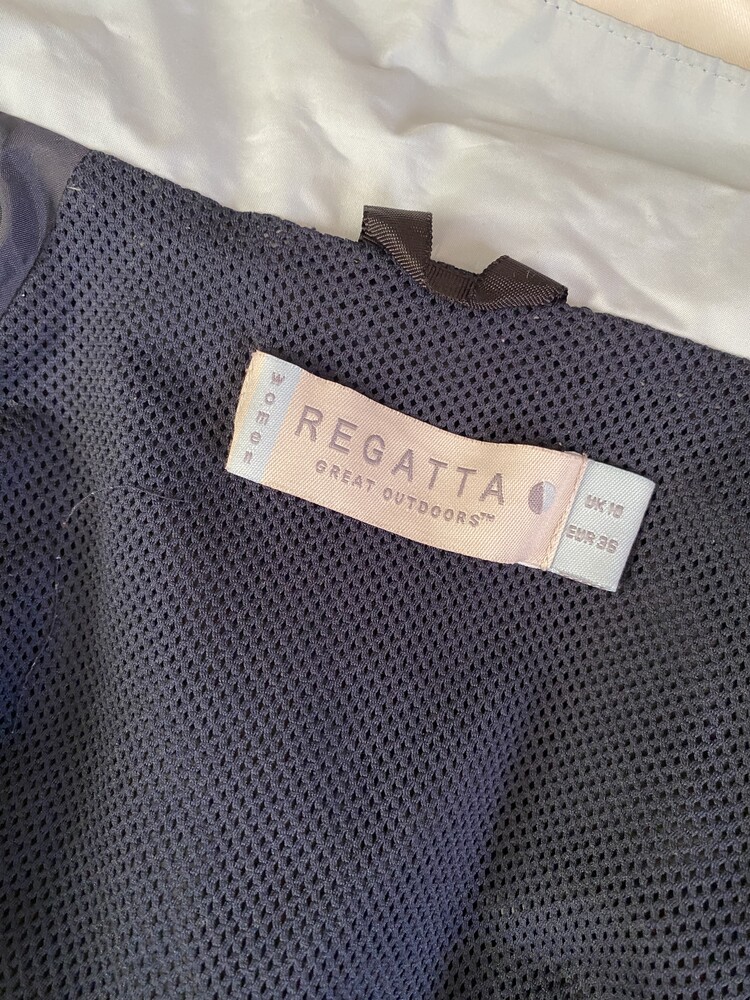 women
REGATTA
GREAT OUTDOORS™
UK 10
EUR 36